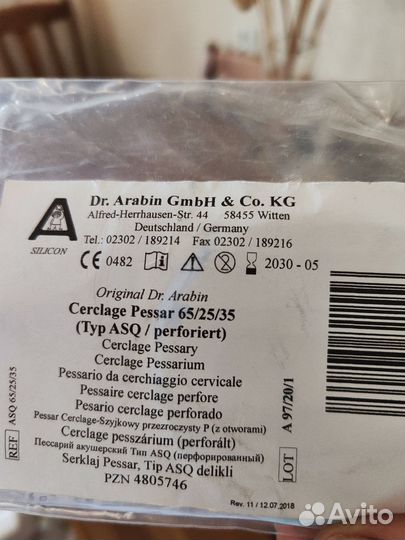 A
SILICON
Dr. Arabin GmbH & Co. KG
Alfred-Herrhausen-Str. 44 58455 Witten
Deutschland / Germany
Tel.: 02302 / 189214 Fax 02302 / 189216
CE 0482 2030 - 05
Original Dr. Arabin
Cerclage Pessar 65/25/35
(Typ ASQ / perforiert)
Cerclage Pessary
Cerclage Pessarium
Pessario da cerchiaggio cervicale
Pessaire cerclage perfore
Pesario cerclage perforado
Pessar Cerclage-Szyjkowy przezroczysty P (z otworami)
Cerclage pesszárium (perforált)
Пессарий акушерский Тип ASQ (перфорированный)
Serklaj Pessar, Tip ASQ delikli
PZN 4805746
REF ASQ 65/25/35
LOT A 97/20/1
Rev. 11 / 12.07.2018
Avito